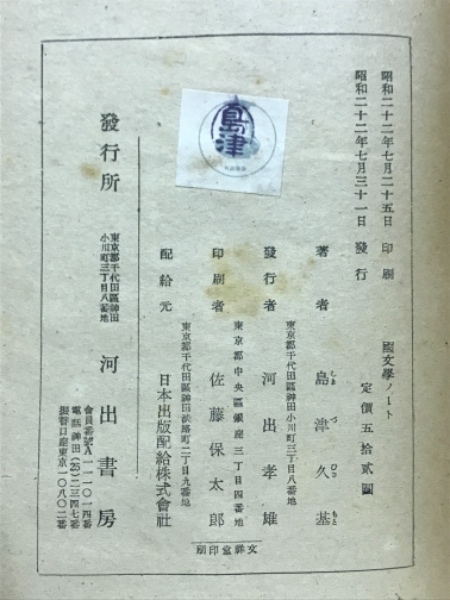 昭和二十二年七月二十五日 印刷
昭和二十二年七月三十一日 發行
國文學ノート
定價五拾貳圓
著者 島津久基
しまづひさもと
東京都千代田區神田小川町三丁目八番地
發行者 河出孝雄
東京都中央區銀座三丁目四番地
印刷者 佐藤保太郎
東京都千代田區神田淡路町二丁目九番地
配給元 日本出版配給株式會社
島津
發行所
東京都千代田區神田
小川町三丁目八番地
河出書房
會員番號A一一一〇一四番
電話神田(25)二三四七番
振替口座東京一〇八〇二番
文祥堂印刷